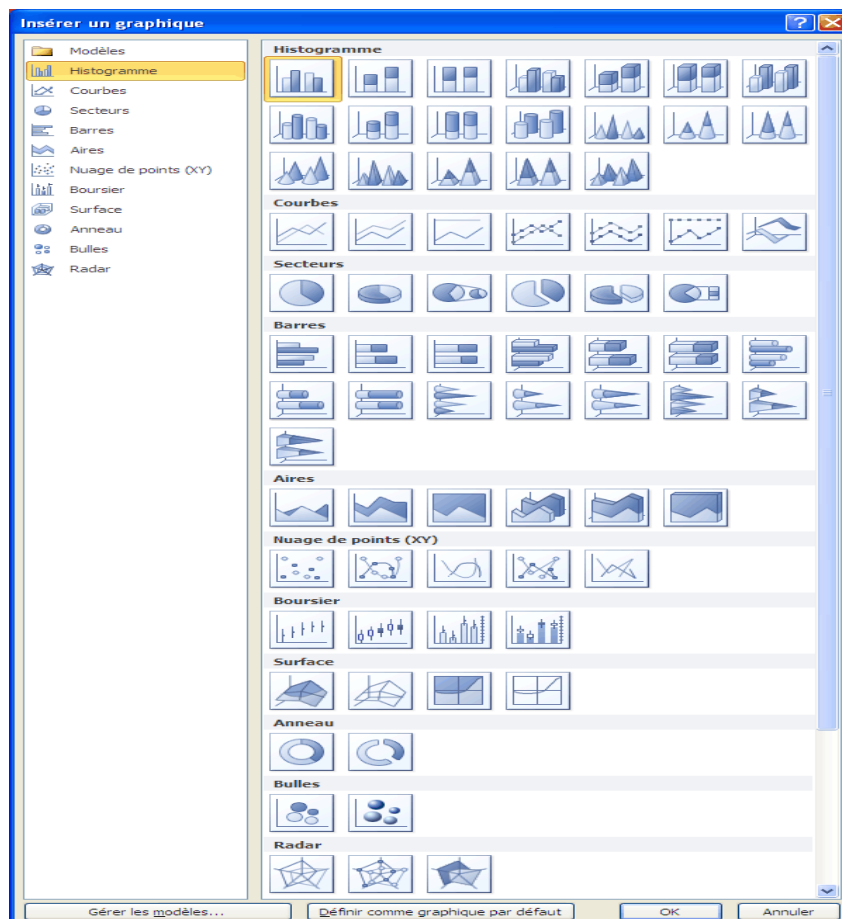 Insérer un graphique
Modèles
Histogramme
Courbes
Secteurs
Barres
Aires
Nuage de points (XY)
Boursier
Surface
Anneau
Bulles
Radar
Histogramme
Courbes
Secteurs
Barres
Aires
Nuage de points (XY)
Boursier
Surface
Anneau
Bulles
Radar
Gérer les modèles...
Définir comme graphique par défaut
OK
Annuler